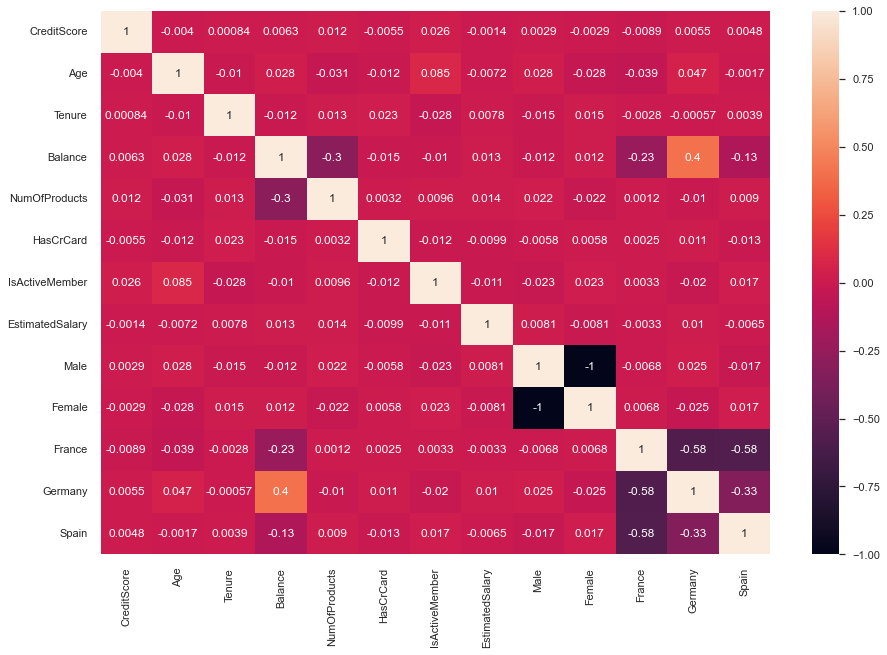 CreditScore 1 -0.004 0.00084 0.0063 0.012 -0.0055 0.026 -0.0014 0.0029 -0.0029 -0.0089 0.0055 0.0048
Age -0.004 1 -0.01 0.028 -0.031 -0.012 0.085 -0.0072 0.028 -0.028 -0.039 0.047 -0.0017
Tenure 0.00084 -0.01 1 -0.012 0.013 0.023 -0.028 0.0078 -0.015 0.015 -0.0028 -0.00057 0.0039
Balance 0.0063 0.028 -0.012 1 -0.3 -0.015 -0.01 0.013 -0.012 0.012 -0.23 0.4 -0.13
NumOfProducts 0.012 -0.031 0.013 -0.3 1 0.0032 0.0096 0.014 0.022 -0.022 0.0012 -0.01 0.009
HasCrCard -0.0055 -0.012 0.023 -0.015 0.0032 1 -0.012 -0.0099 -0.0058 0.0058 0.0025 0.011 -0.013
IsActiveMember 0.026 0.085 -0.028 -0.01 0.0096 -0.012 1 -0.011 -0.023 0.023 0.0033 -0.02 0.017
EstimatedSalary -0.0014 -0.0072 0.0078 0.013 0.014 -0.0099 -0.011 1 0.0081 -0.0081 -0.0033 0.01 -0.0065
Male 0.0029 0.028 -0.015 -0.012 0.022 -0.0058 -0.023 0.0081 1 -1 -0.0068 0.025 -0.017
Female -0.0029 -0.028 0.015 0.012 -0.022 0.0058 0.023 -0.0081 -1 1 0.0068 -0.025 0.017
France -0.0089 -0.039 -0.0028 -0.23 0.0012 0.0025 0.0033 -0.0033 -0.0068 0.0068 1 -0.58 -0.58
Germany 0.0055 0.047 -0.00057 0.4 -0.01 0.011 -0.02 0.01 0.025 -0.025 -0.58 1 -0.33
Spain 0.0048 -0.0017 0.0039 -0.13 0.009 -0.013 0.017 -0.0065 -0.017 0.017 -0.58 -0.33 1
CreditScore
Age
Tenure
Balance
NumOfProducts
HasCrCard
IsActiveMember
EstimatedSalary
Male
Female
France
Germany
Spain
1.00
0.75
0.50
0.25
0.00
−0.25
−0.50
−0.75
−1.00